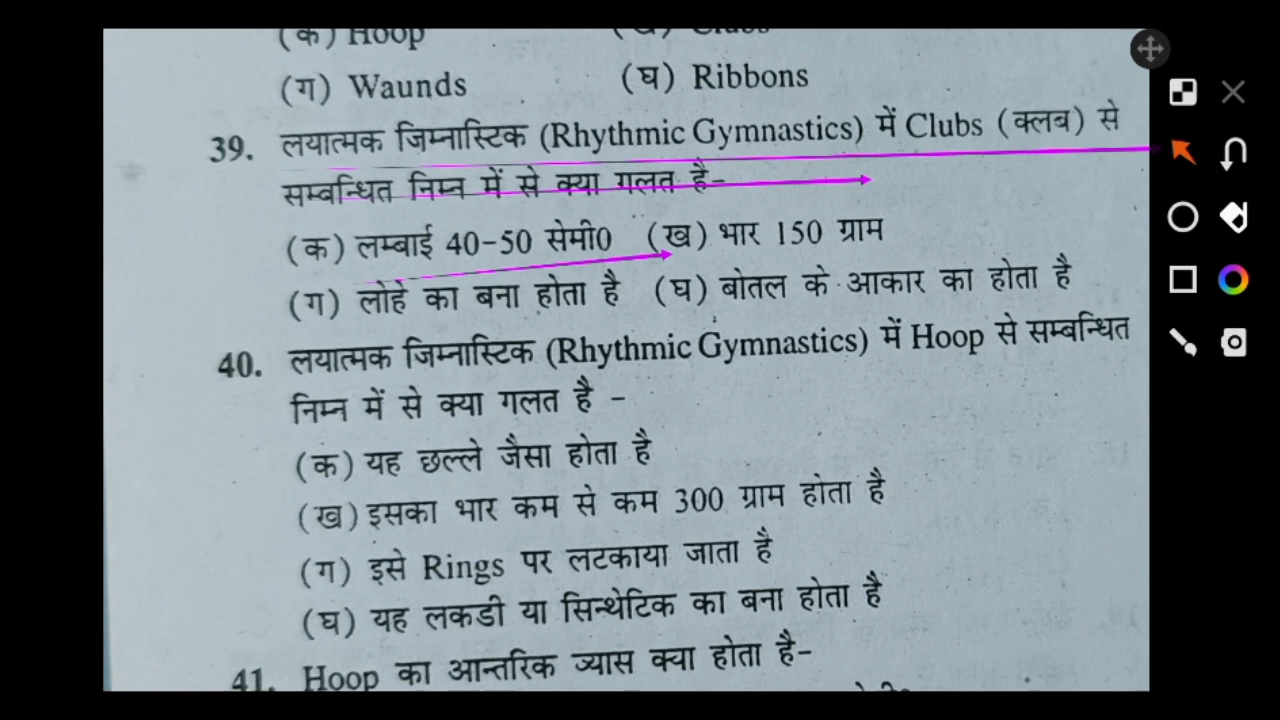 (क) Hoop (ख) Clubs
(ग) Waunds (घ) Ribbons
39. लयात्मक जिम्नास्टिक (Rhythmic Gymnastics) में Clubs (क्लब) से
सम्बन्धित निम्न में से क्या गलत है-
(क) लम्बाई 40-50 सेमी0 (ख) भार 150 ग्राम
(ग) लोहे का बना होता है (घ) बोतल के आकार का होता है
40. लयात्मक जिम्नास्टिक (Rhythmic Gymnastics) में Hoop से सम्बन्धित
निम्न में से क्या गलत है -
(क) यह छल्ले जैसा होता है
(ख) इसका भार कम से कम 300 ग्राम होता है
(ग) इसे Rings पर लटकाया जाता है
(घ) यह लकडी या सिन्थेटिक का बना होता है
41. Hoop का आन्तरिक व्यास क्या होता है-